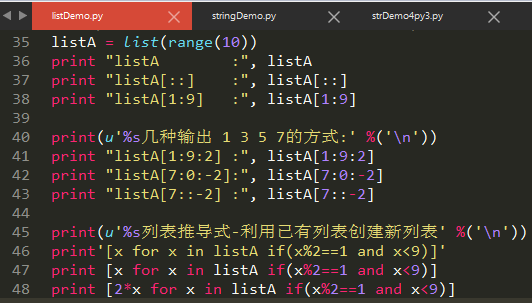 listDemo.py × stringDemo.py × strDemo4py3.py ×
35 listA = list(range(10))
36 print "listA       :", listA
37 print "listA[::]   :", listA[::]
38 print "listA[1:9]  :", listA[1:9]
39
40 print(u'%s几种输出 1 3 5 7的方式:' %('\n'))
41 print "listA[1:9:2] :", listA[1:9:2]
42 print "listA[7:0:-2]:", listA[7:0:-2]
43 print "listA[7::-2] :", listA[7::-2]
44
45 print(u'%s列表推导式-利用已有列表创建新列表' %('\n'))
46 print'[x for x in listA if(x%2==1 and x<9)]'
47 print [x for x in listA if(x%2==1 and x<9)]
48 print [2*x for x in listA if(x%2==1 and x<9)]